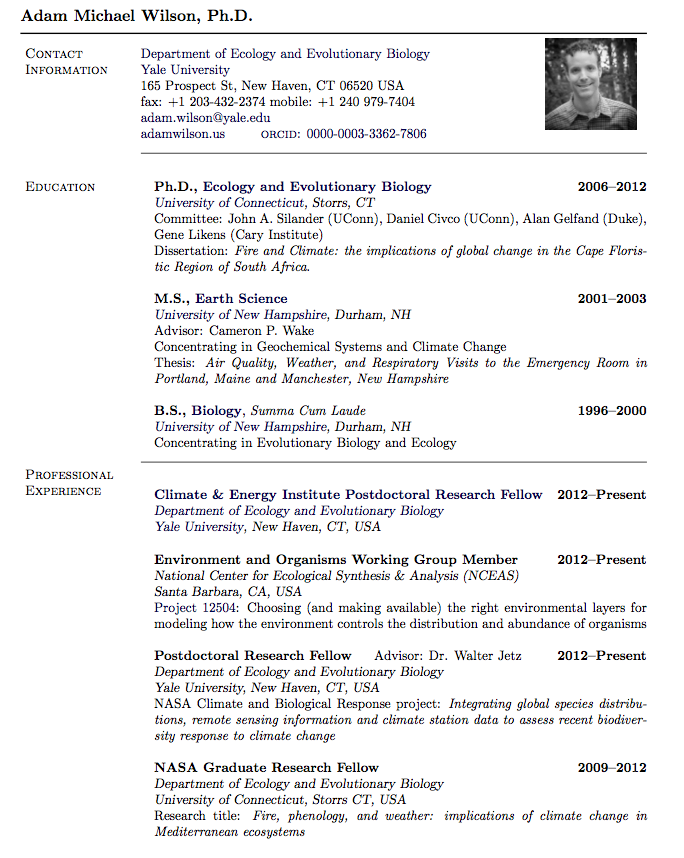 Adam Michael Wilson, Ph.D.
Contact Information
Department of Ecology and Evolutionary Biology
Yale University
165 Prospect St, New Haven, CT 06520 USA
fax: +1 203-432-2374 mobile: +1 240 979-7404
adam.wilson@yale.edu
adamwilson.us ORCID: 0000-0003-3362-7806
Education
Ph.D., Ecology and Evolutionary Biology 2006–2012
University of Connecticut, Storrs, CT
Committee: John A. Silander (UConn), Daniel Civco (UConn), Alan Gelfand (Duke),
Gene Likens (Cary Institute)
Dissertation: Fire and Climate: the implications of global change in the Cape Floris-
tic Region of South Africa.
M.S., Earth Science 2001–2003
University of New Hampshire, Durham, NH
Advisor: Cameron P. Wake
Concentrating in Geochemical Systems and Climate Change
Thesis: Air Quality, Weather, and Respiratory Visits to the Emergency Room in
Portland, Maine and Manchester, New Hampshire
B.S., Biology, Summa Cum Laude 1996–2000
University of New Hampshire, Durham, NH
Concentrating in Evolutionary Biology and Ecology
Professional
Experience
Climate & Energy Institute Postdoctoral Research Fellow 2012–Present
Department of Ecology and Evolutionary Biology
Yale University, New Haven, CT, USA
Environment and Organisms Working Group Member 2012–Present
National Center for Ecological Synthesis & Analysis (NCEAS)
Santa Barbara, CA, USA
Project 12504: Choosing (and making available) the right environmental layers for
modeling how the environment controls the distribution and abundance of organisms
Postdoctoral Research Fellow Advisor: Dr. Walter Jetz 2012–Present
Department of Ecology and Evolutionary Biology
Yale University, New Haven, CT, USA
NASA Climate and Biological Response project: Integrating global species distribu-
tions, remote sensing information and climate station data to assess recent biodiver-
sity response to climate change
NASA Graduate Research Fellow 2009–2012
Department of Ecology and Evolutionary Biology
University of Connecticut, Storrs CT, USA
Research title: Fire, phenology, and weather: implications of climate change in
Mediterranean ecosystems